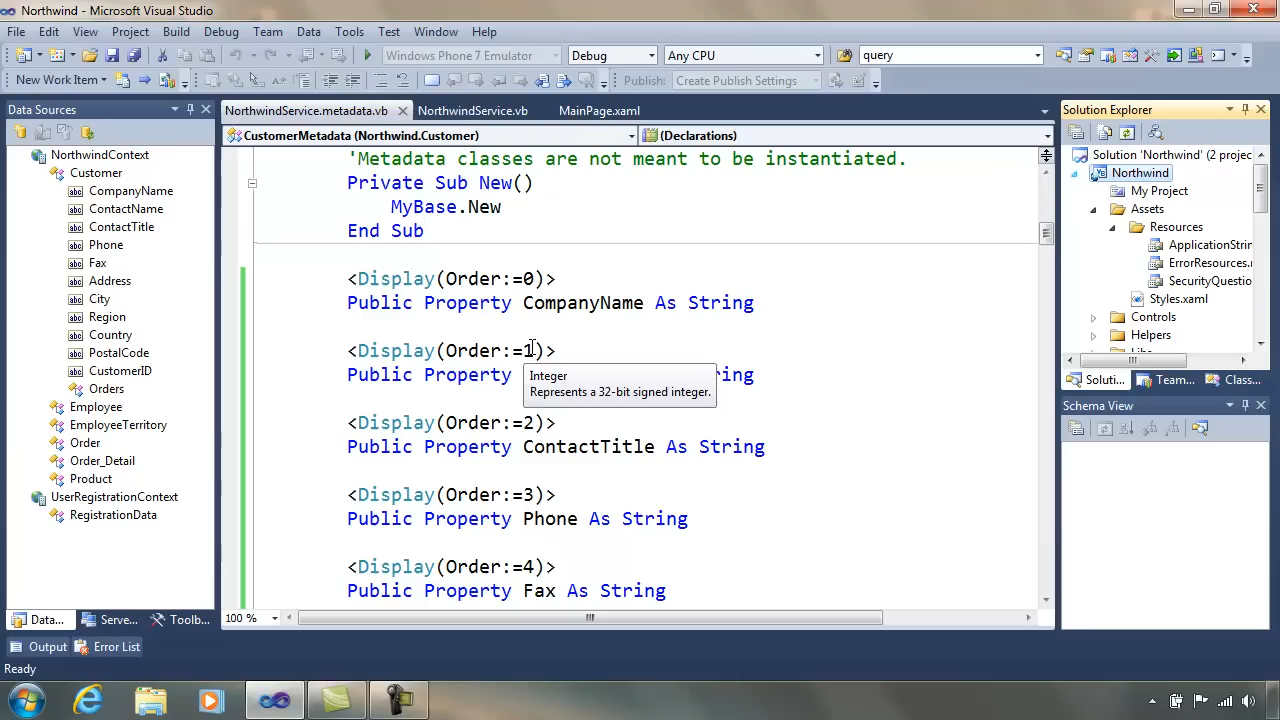 Northwind - Microsoft Visual Studio
File Edit View Project Build Debug Team Data Tools Test Window Help
Windows Phone 7 Emulator Debug Any CPU query
New Work Item Publish: Create Publish Settings
Data Sources
NorthwindContext
Customer
CompanyName
ContactName
ContactTitle
Phone
Fax
Address
City
Region
Country
PostalCode
CustomerID
Orders
Employee
EmployeeTerritory
Order
Order_Detail
Product
UserRegistrationContext
RegistrationData
Data... Serve... Toolb...
NorthwindService.metadata.vb NorthwindService.vb MainPage.xaml
CustomerMetadata (Northwind.Customer) (Declarations)
'Metadata classes are not meant to be instantiated.
Private Sub New()
MyBase.New
End Sub
<Display(Order:=0)>
Public Property CompanyName As String
<Display(Order:=1)>
Public Property ring
Integer
Represents a 32-bit signed integer.
<Display(Order:=2)>
Public Property ContactTitle As String
<Display(Order:=3)>
Public Property Phone As String
<Display(Order:=4)>
Public Property Fax As String
100 %
Solution Explorer
Solution 'Northwind' (2 projec
Northwind
My Project
Assets
Resources
ApplicationStrin
ErrorResources.r
SecurityQuestio
Styles.xaml
Controls
Helpers
Soluti... Team... Class...
Schema View
Output Error List
Ready